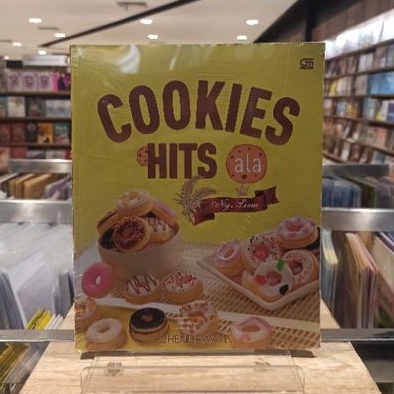 COOKIES
HITS ala
Ny. Liem